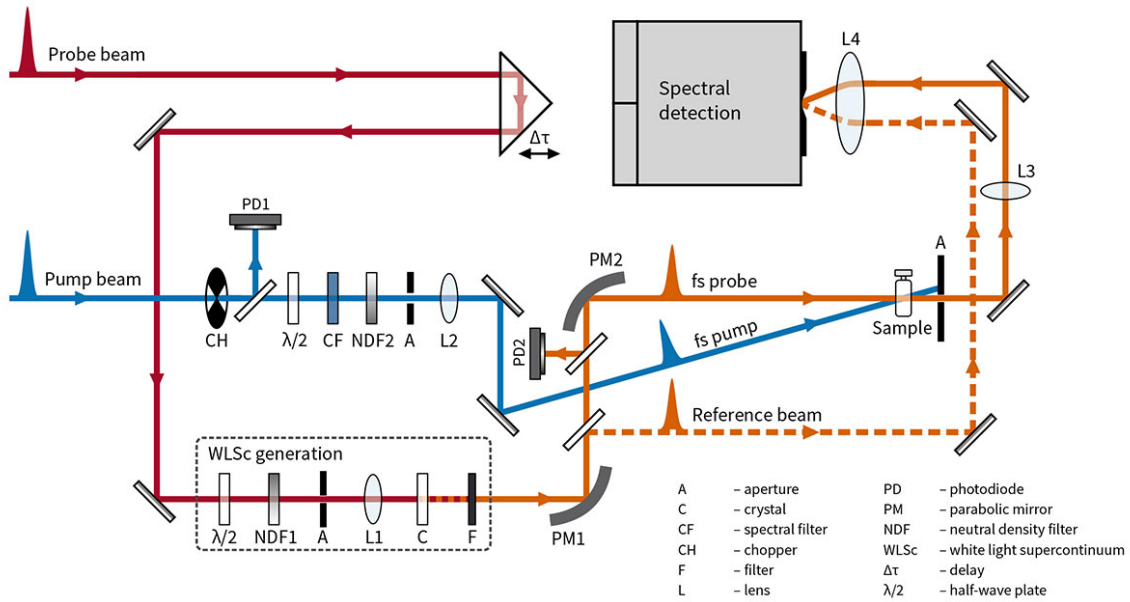 Probe beam
Δτ
Spectral
detection
L4
L3
PD1
Pump beam
CH
λ/2
CF
NDF2
A
L2
PM2
PD2
fs probe
fs pump
Sample
A
Reference beam
WLSc generation
λ/2
NDF1
A
L1
C
F
PM1
A – aperture
C – crystal
CF – spectral filter
CH – chopper
F – filter
L – lens
PD – photodiode
PM – parabolic mirror
NDF – neutral density filter
WLSc – white light supercontinuum
Δτ – delay
λ/2 – half-wave plate